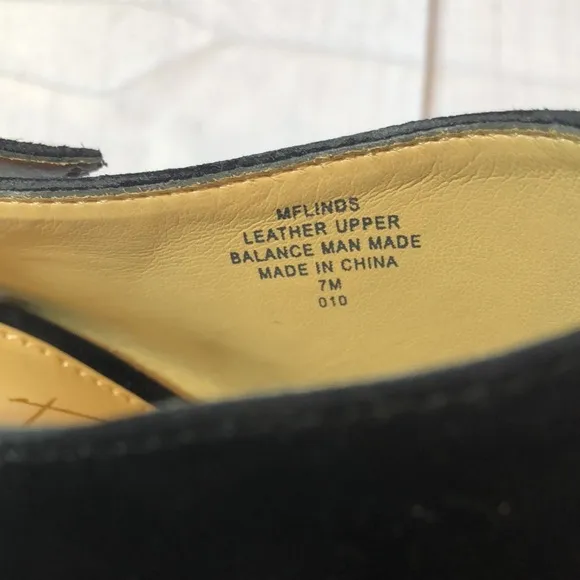 MFLINDS
LEATHER UPPER
BALANCE MAN MADE
MADE IN CHINA
7M
010